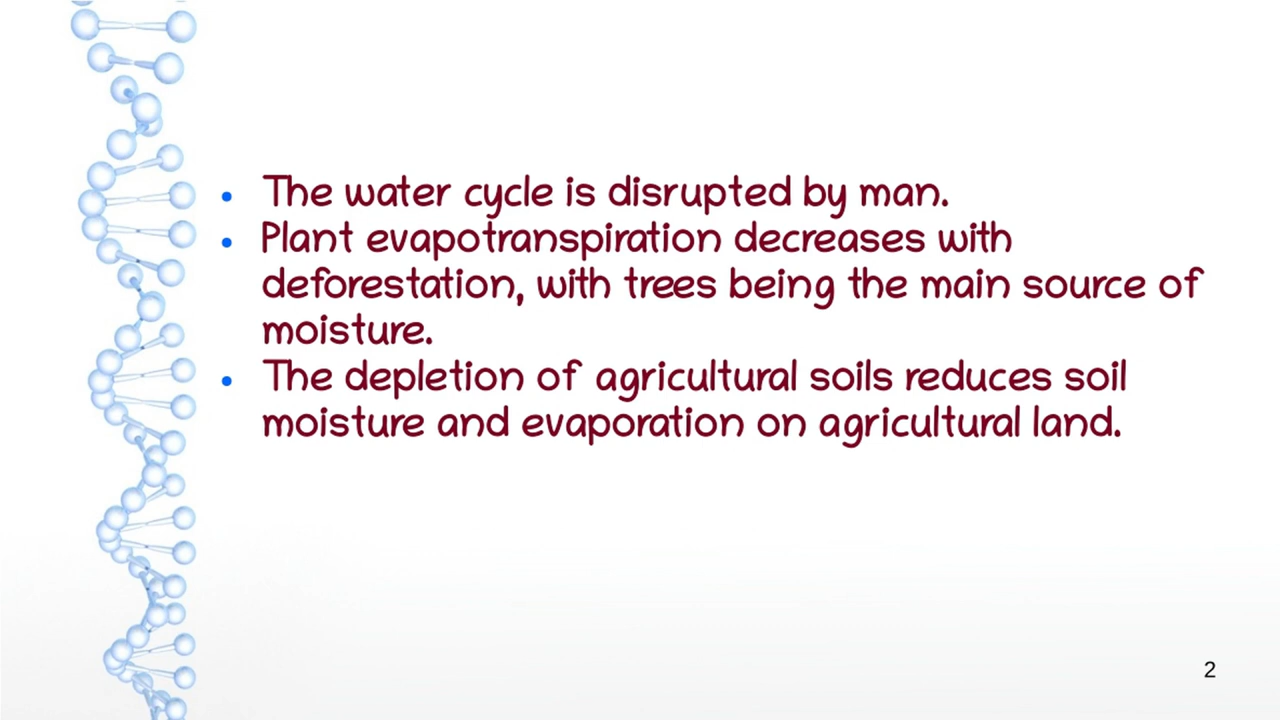 • The water cycle is disrupted by man.
• Plant evapotranspiration decreases with
deforestation, with trees being the main source of
moisture.
• The depletion of agricultural soils reduces soil
moisture and evaporation on agricultural land.
2